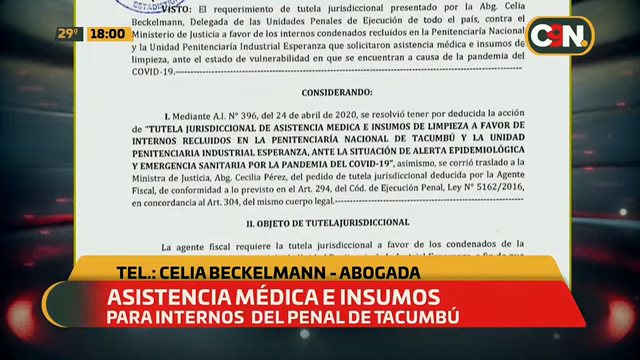 29º 18:00
C9N.
VISTO: El requerimiento de tutela jurisdiccional presentado por la Abg. Celia
Beckelmann, Delegada de las Unidades Penales de Ejecución de todo el país, contra el
Ministerio de Justicia a favor de los internos condenados recluidos en la Penitenciaría Nacional
y la Unidad Penitenciaría Industrial Esperanza que solicitaron asistencia médica e insumos de
limpieza, ante el estado de vulnerabilidad en que se encuentran a causa de la pandemia del
COVID-19.
CONSIDERANDO:
I. Mediante A.I. N° 396, del 24 de abril de 2020, se resolvió tener por deducida la acción
de "TUTELA JURISDICCIONAL DE ASISTENCIA MEDICA E INSUMOS DE LIMPIEZA A FAVOR DE
INTERNOS RECLUIDOS EN LA PENITENCIARÍA NACIONAL DE TACUMBÚ Y LA UNIDAD
PENITENCIARIA INDUSTRIAL ESPERANZA, ANTE LA SITUACIÓN DE ALERTA EPIDEMIOLÓGICA
Y EMERGENCIA SANITARIA POR LA PANDEMIA DEL COVID-19", asimismo, se corrió traslado a la
Ministra de Justicia, Abg. Cecilia Pérez, del pedido de tutela jurisdiccional deducida por la Agente
Fiscal, de conformidad a lo previsto en el Art. 294, del Cód. de Ejecución Penal, Ley N° 5162/2016,
en concordancia al Art. 304, del mismo cuerpo legal.
II. OBJETO DE TUTELAJURISDICCIONAL
La agente fiscal requiere la tutela jurisdiccional a favor de los condenados de la
TEL.: CELIA BECKELMANN - ABOGADA
ASISTENCIA MÉDICA E INSUMOS
PARA INTERNOS DEL PENAL DE TACUMBÚ